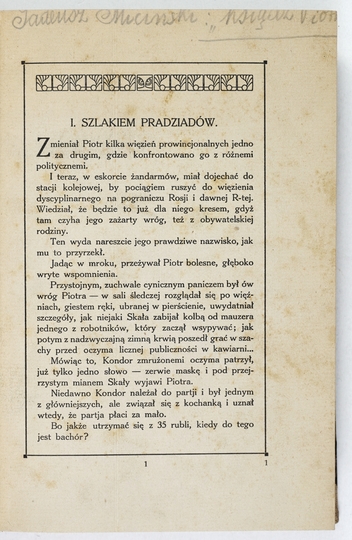 Tadeusz Miciński: „Ksiądz
I. SZLAKIEM PRADZIADÓW.
Zmieniał Piotr kilka więzień prowincjonalnych jedno
za drugim, gdzie konfrontowano go z różnemi
politycznemi.
I teraz, w eskorcie żandarmów, miał dojechać do
stacji kolejowej, by pociągiem ruszyć do więzienia
dyscyplinarnego na pograniczu Rosji i dawnej R-tej.
Wiedział, że będzie to już dla niego kresem, gdyż
tam czyha jego zażarty wróg, też z obywatelskiej
rodziny.
Ten wyda nareszcie jego prawdziwe nazwisko, jak
mu to przyrzekł.
Jadąc w mroku, przeżywał Piotr bolesne, głęboko
wryte wspomnienia.
Przystojnym, zuchwale cynicznym paniczem był ów
wróg Piotra — w sali śledczej rozglądał się po więź-
niach, giestem ręki, ubranej w pierścienie, uwydatniał
szczegóły, jak niejaki Skała zabijał kolbą od mauzera
jednego z robotników, który zaczął wsypywać; jak
potym z nadzwyczajną zimną krwią poszedł grać w sza-
chy przed oczyma licznej publiczności w kawiarni...
Mówiąc to, Kondor zmrużonemi oczyma patrzył,
już tylko jedno słowo — zerwie maskę i pod przej-
rzystym mianem Skały wyjawi Piotra.
Niedawno Kondor należał do partji i był jednym
z główniejszych, ale związał się z kochanką i uznał
wtedy, że partja płaci za mało.
Bo jakże utrzymać się z 35 rubli, kiedy do tego
jest bachór?
1
1